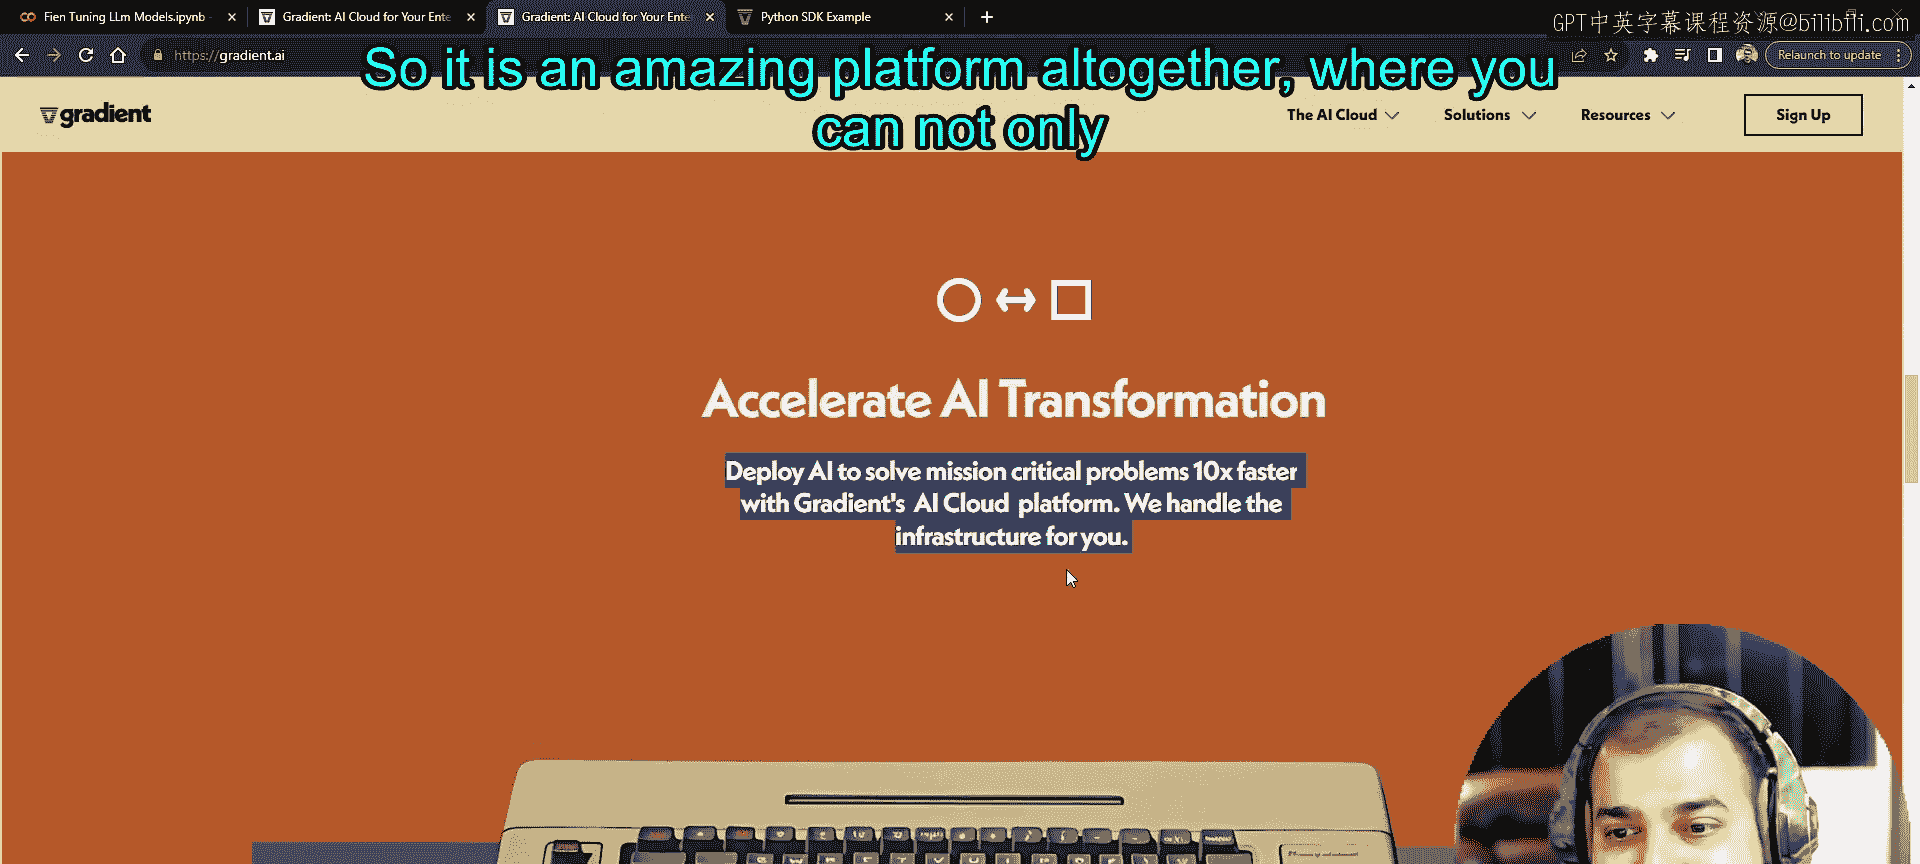 Fien Tuning LLm Models.ipynb
Gradient: AI Cloud for Your Ente
Gradient: AI Cloud for Your Ente
Python SDK Example
GPT中英字幕课程资源@bilibili.com
https://gradient.ai
Relaunch to update
So it is an amazing platform altogether, where you
can not only
gradient
The AI Cloud
Solutions
Resources
Sign Up
Accelerate AI Transformation
Deploy AI to solve mission critical problems 10x faster
with Gradient's AI Cloud platform. We handle the
infrastructure for you.